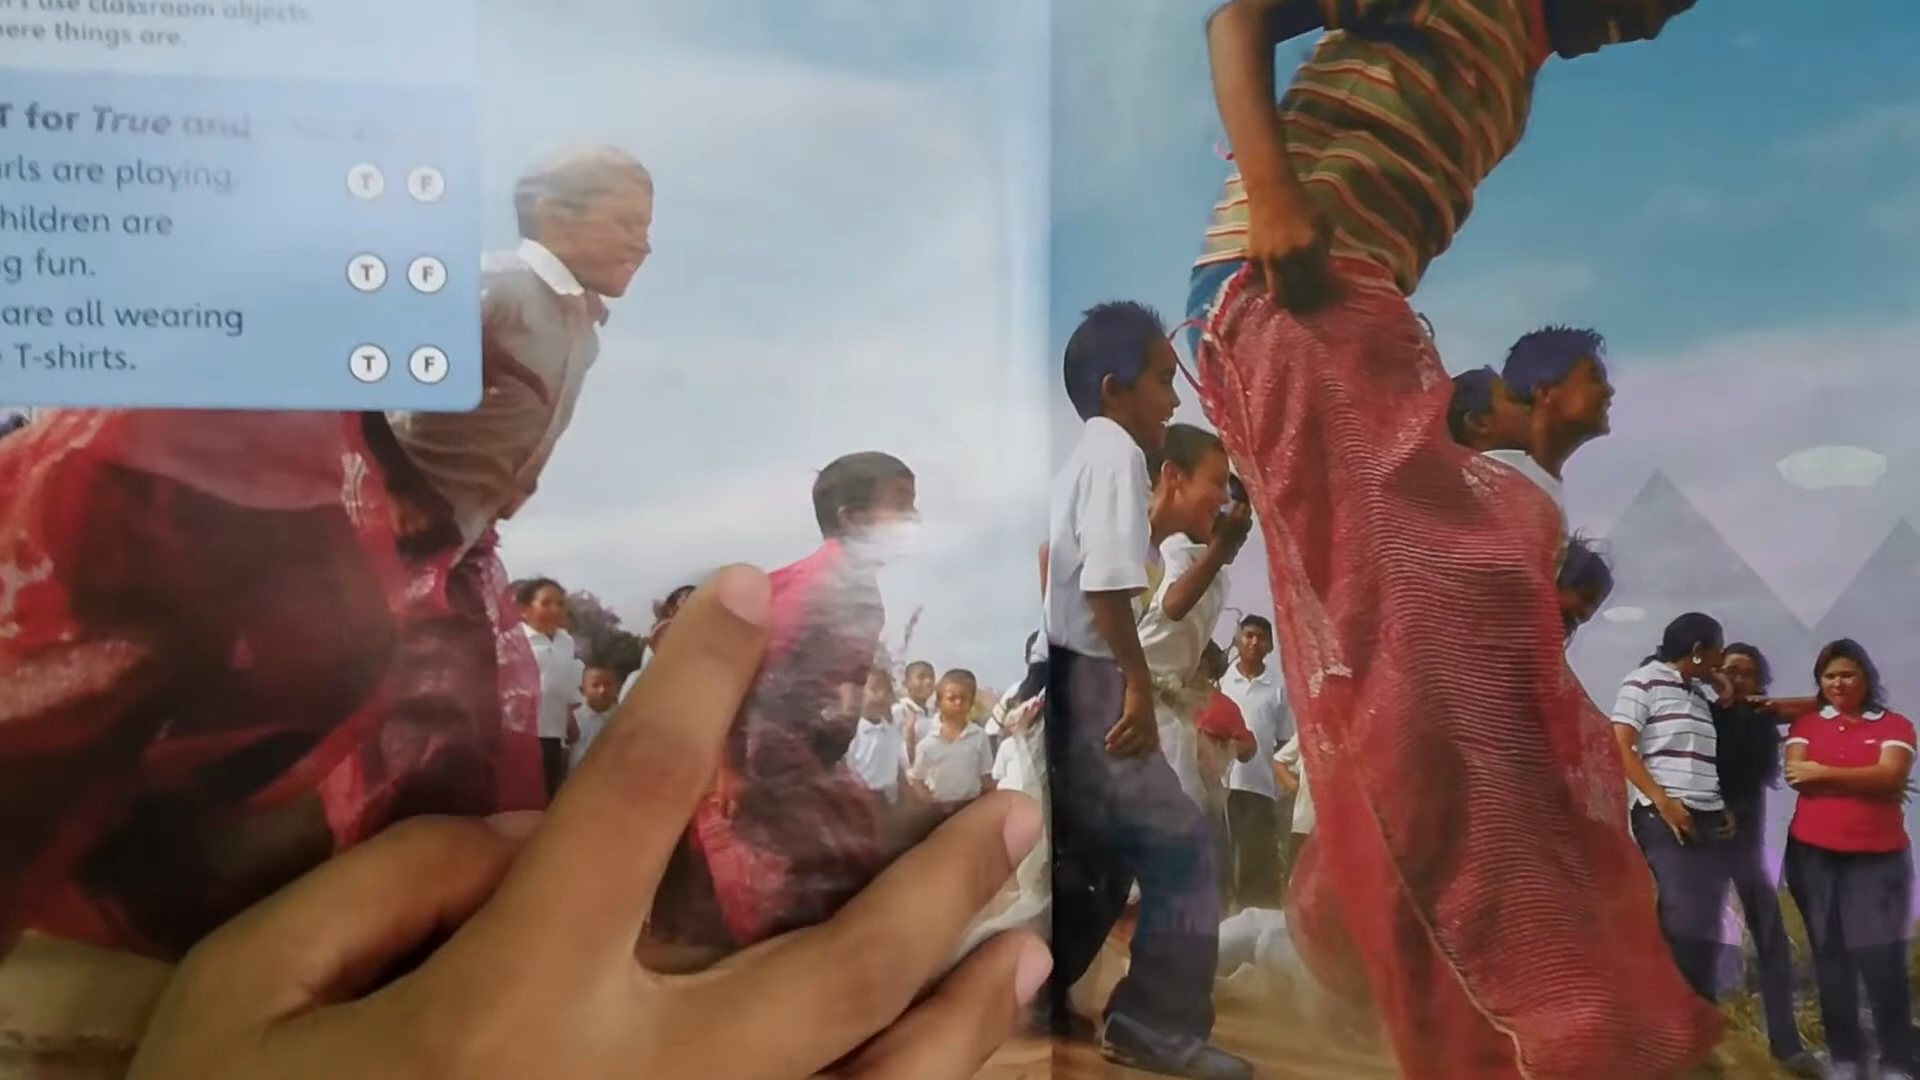 use classroom objects
here things are.
T for True and
rls are playing. T F
hildren are
g fun. T F
are all wearing
T-shirts. T F